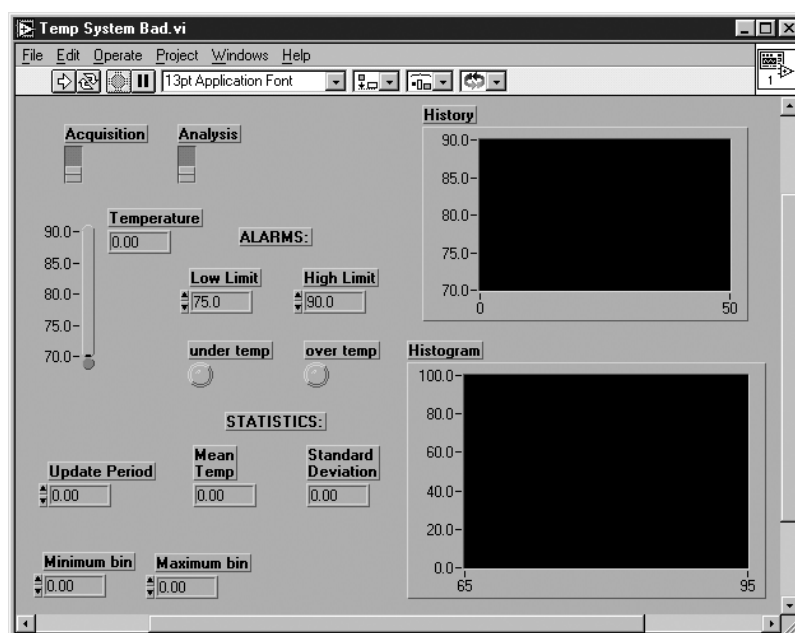 Temp System Bad.vi
File Edit Operate Project Windows Help
13pt Application Font
1
Acquisition
Analysis
Temperature
0.00
90.0
85.0
80.0
75.0
70.0
ALARMS:
Low Limit
75.0
High Limit
90.0
under temp
over temp
STATISTICS:
Update Period
0.00
Mean
Temp
0.00
Standard
Deviation
0.00
Minimum bin
0.00
Maximum bin
0.00
History
90.0
85.0
80.0
75.0
70.0
0
50
Histogram
100.0
80.0
60.0
40.0
20.0
0.0
65
95